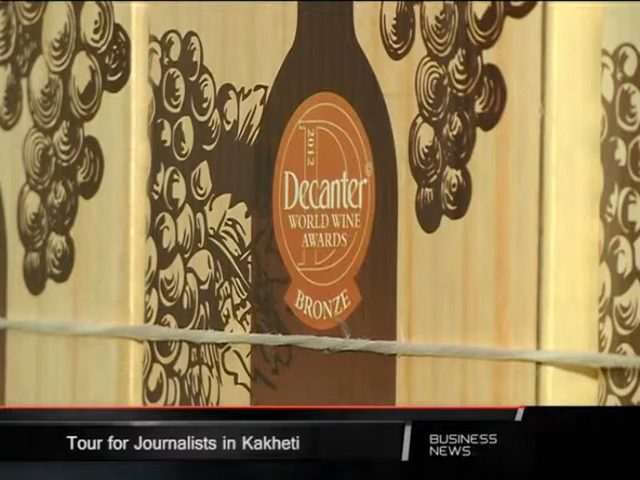 2012
Decanter®
WORLD WINE
AWARDS
BRONZE
Tour for Journalists in Kakheti
BUSINESS
NEWS